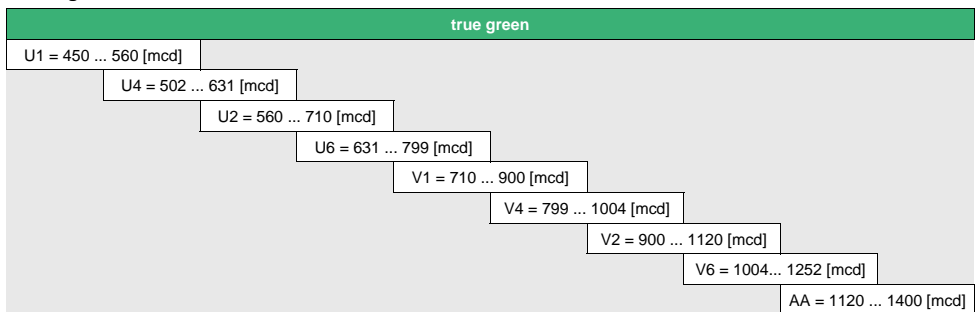 true green
U1 = 450 ... 560 [mcd]
U4 = 502 ... 631 [mcd]
U2 = 560 ... 710 [mcd]
U6 = 631 ... 799 [mcd]
V1 = 710 ... 900 [mcd]
V4 = 799 ... 1004 [mcd]
V2 = 900 ... 1120 [mcd]
V6 = 1004... 1252 [mcd]
AA = 1120 ... 1400 [mcd]